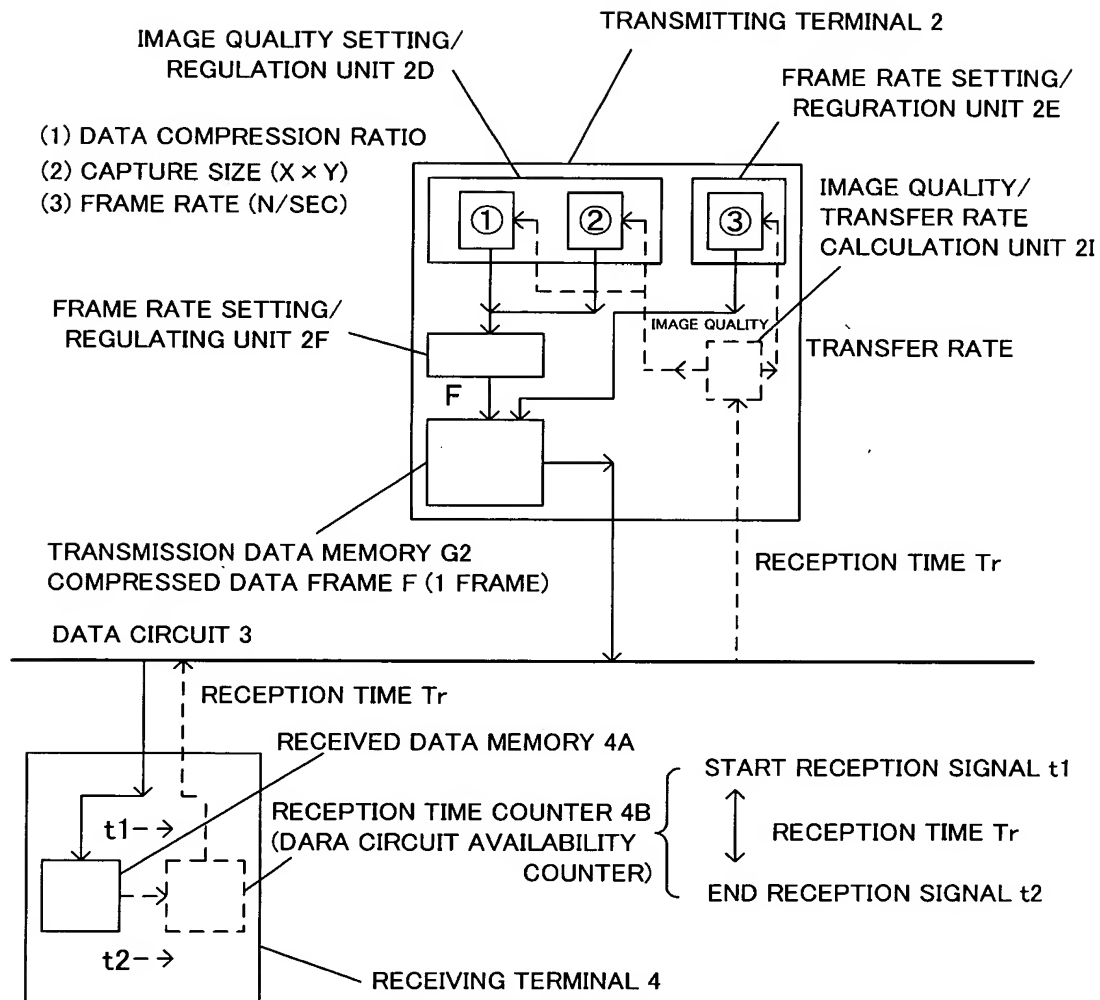 TRANSMITTING TERMINAL 2
IMAGE QUALITY SETTING/
REGULATION UNIT 2D
FRAME RATE SETTING/
REGURATION UNIT 2E
(1) DATA COMPRESSION RATIO
(2) CAPTURE SIZE (X × Y)
(3) FRAME RATE (N/SEC)
IMAGE QUALITY/
TRANSFER RATE
CALCULATION UNIT 2I
① ② ③
FRAME RATE SETTING/
REGULATING UNIT 2F
IMAGE QUALITY
TRANSFER RATE
F
TRANSMISSION DATA MEMORY G2
COMPRESSED DATA FRAME F (1 FRAME)
RECEPTION TIME Tr
DATA CIRCUIT 3
RECEPTION TIME Tr
RECEIVED DATA MEMORY 4A
t1
RECEPTION TIME COUNTER 4B
(DARA CIRCUIT AVAILABILITY
COUNTER)
START RECEPTION SIGNAL t1
RECEPTION TIME Tr
END RECEPTION SIGNAL t2
t2
RECEIVING TERMINAL 4